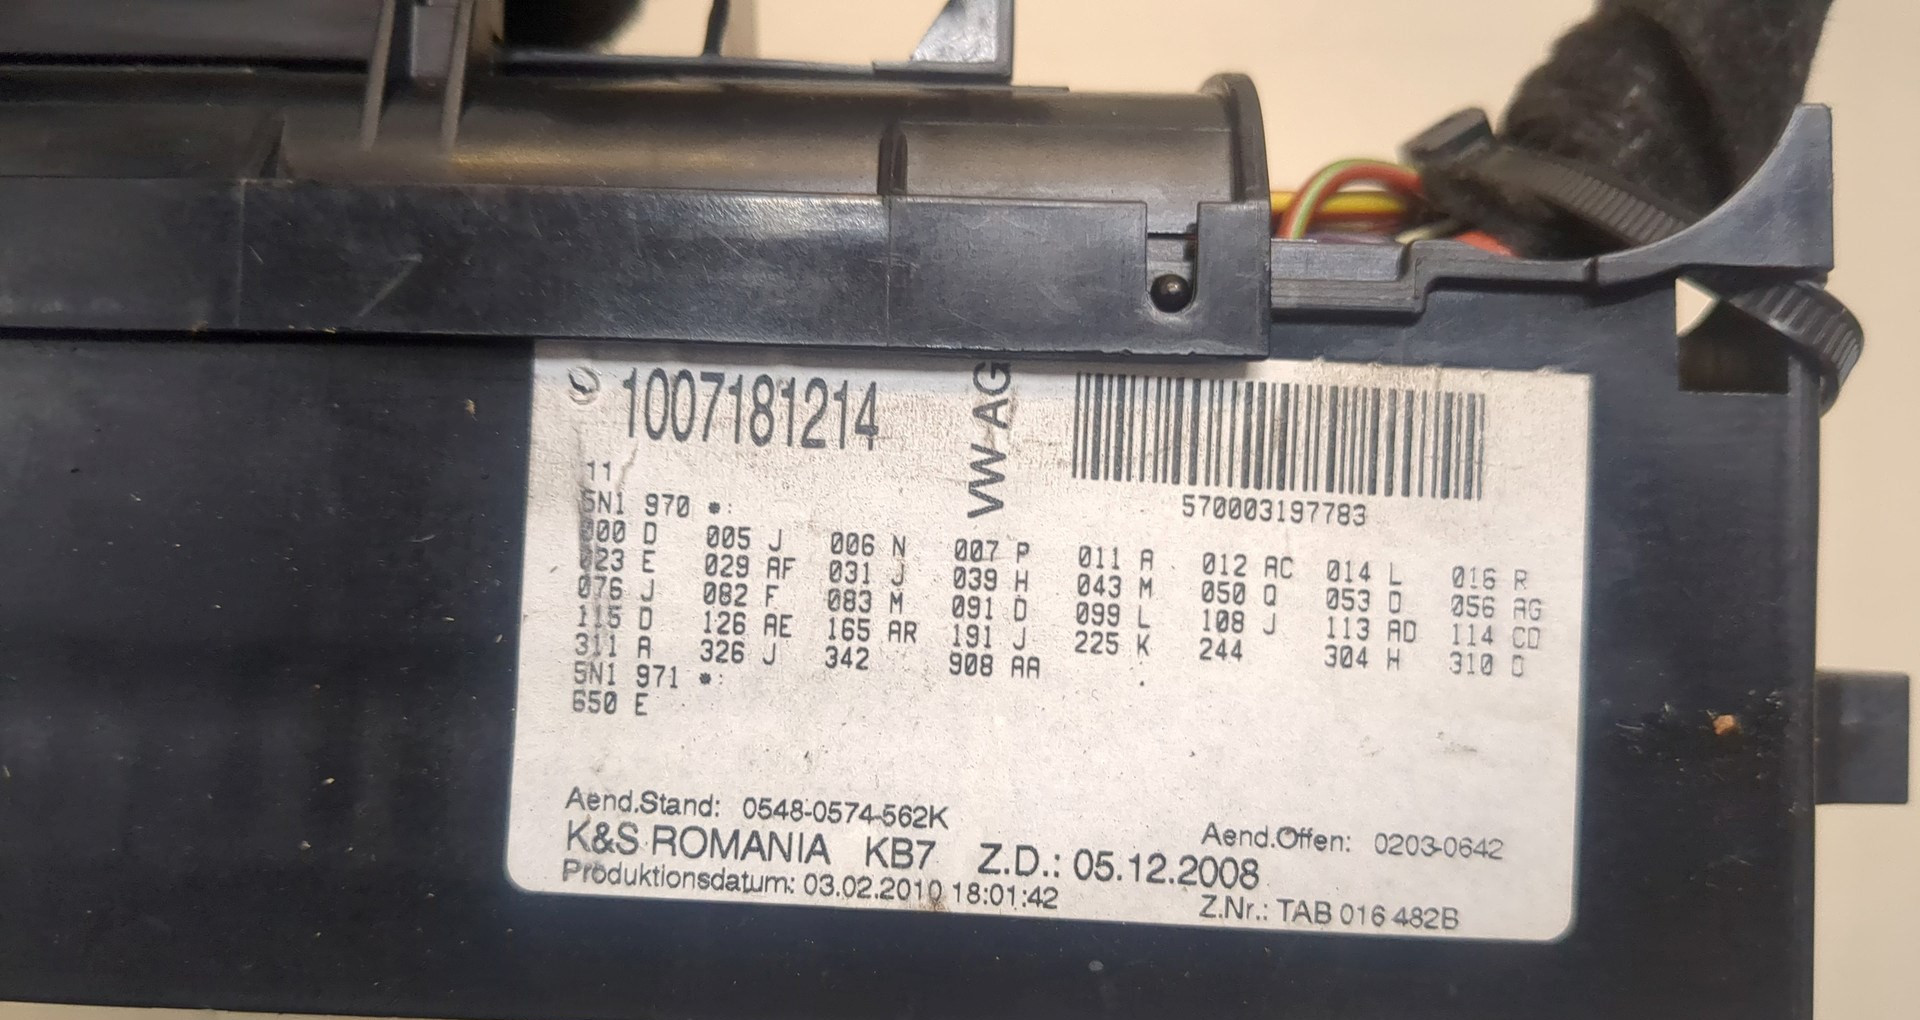 1007181214
VW AG
570003197783
11
5N1 970 *:
000 D 005 J 006 N 007 P 011 A 012 AC 014 L 016 R
023 E 029 AF 031 J 039 H 043 M 050 Q 053 D 056 AG
076 J 082 F 083 M 091 D 099 L 108 J 113 AD 114 CD
115 D 126 AE 165 AR 191 J 225 K 244 304 H 310 D
311 A 326 J 342 908 AA
5N1 971 *:
650 E
Aend.Stand: 0548-0574-562K
Aend.Offen: 0203-0642
K&S ROMANIA KB7 Z.D.: 05.12.2008
Produktionsdatum: 03.02.2010 18:01:42
Z.Nr.: TAB 016 482B